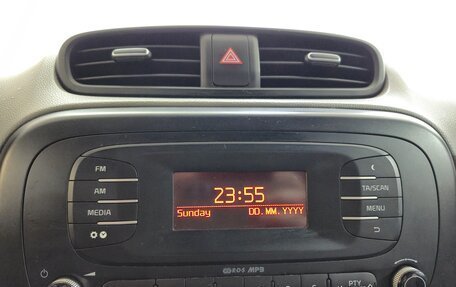 FM
23:55
TA/SCAN
AM
MEDIA
Sunday DD.MM.YYYY
MENU
RDS MP3
PTY